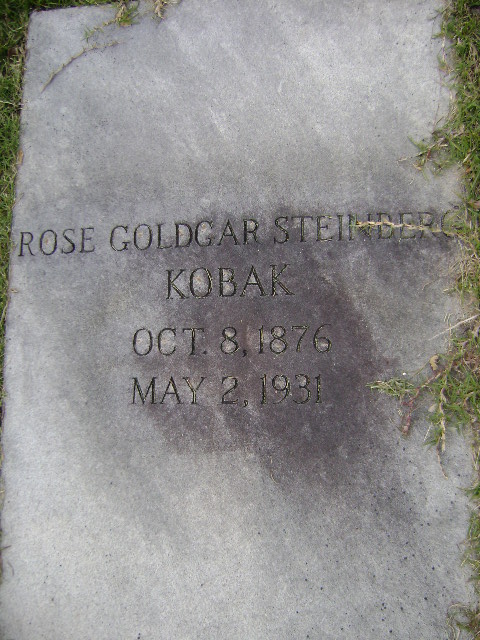 ROSE GOLDGAR STEINBERG
KOBAK
OCT. 8, 1876
MAY 2, 1931